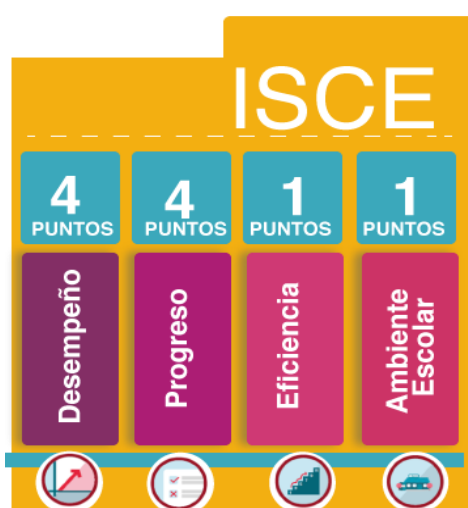 ISCE
4
PUNTOS
4
PUNTOS
1
PUNTOS
1
PUNTOS
Desempeño
Progreso
Eficiencia
Ambiente
Escolar